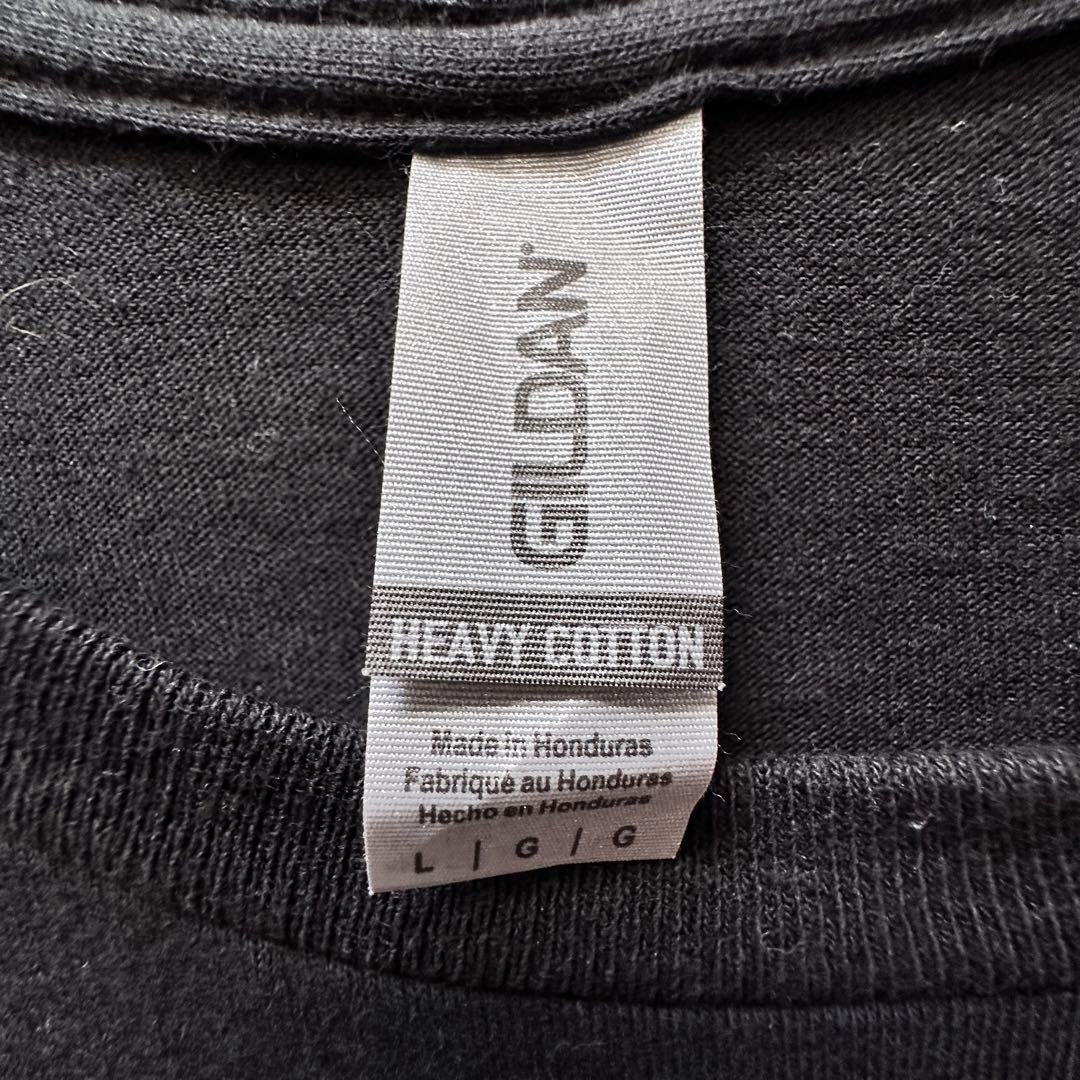 GILDAN®
HEAVY COTTON
Made in Honduras
Fabriqué au Honduras
Hecho en Honduras
L / G / G